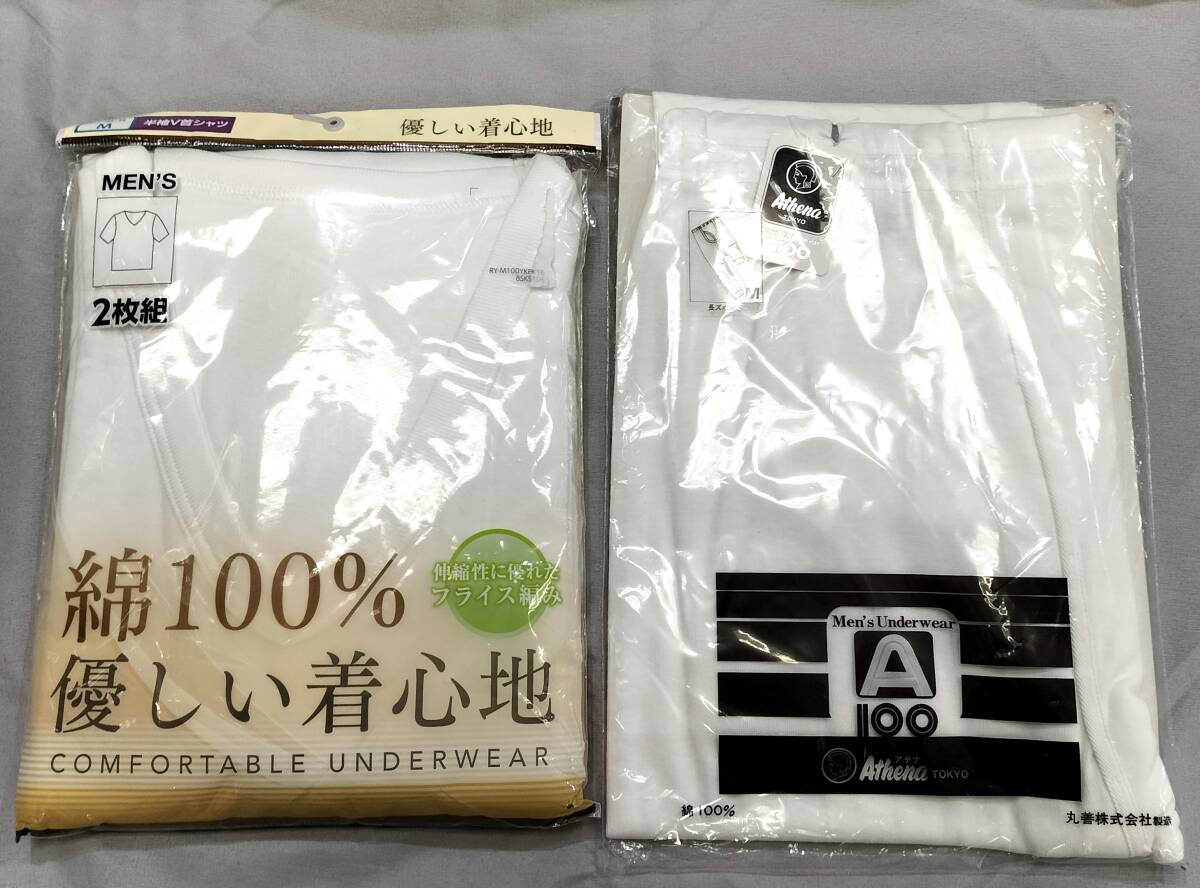 M
半袖V首シャツ
優しい着心地
MEN'S
2枚組
綿100%
伸縮性に優れた
フライス編み
優しい着心地
COMFORTABLE UNDERWEAR
Athena
TOKYO
100
M
Men's Underwear
A
100
アテナ
Athena TOKYO
綿100%
丸善株式会社製造